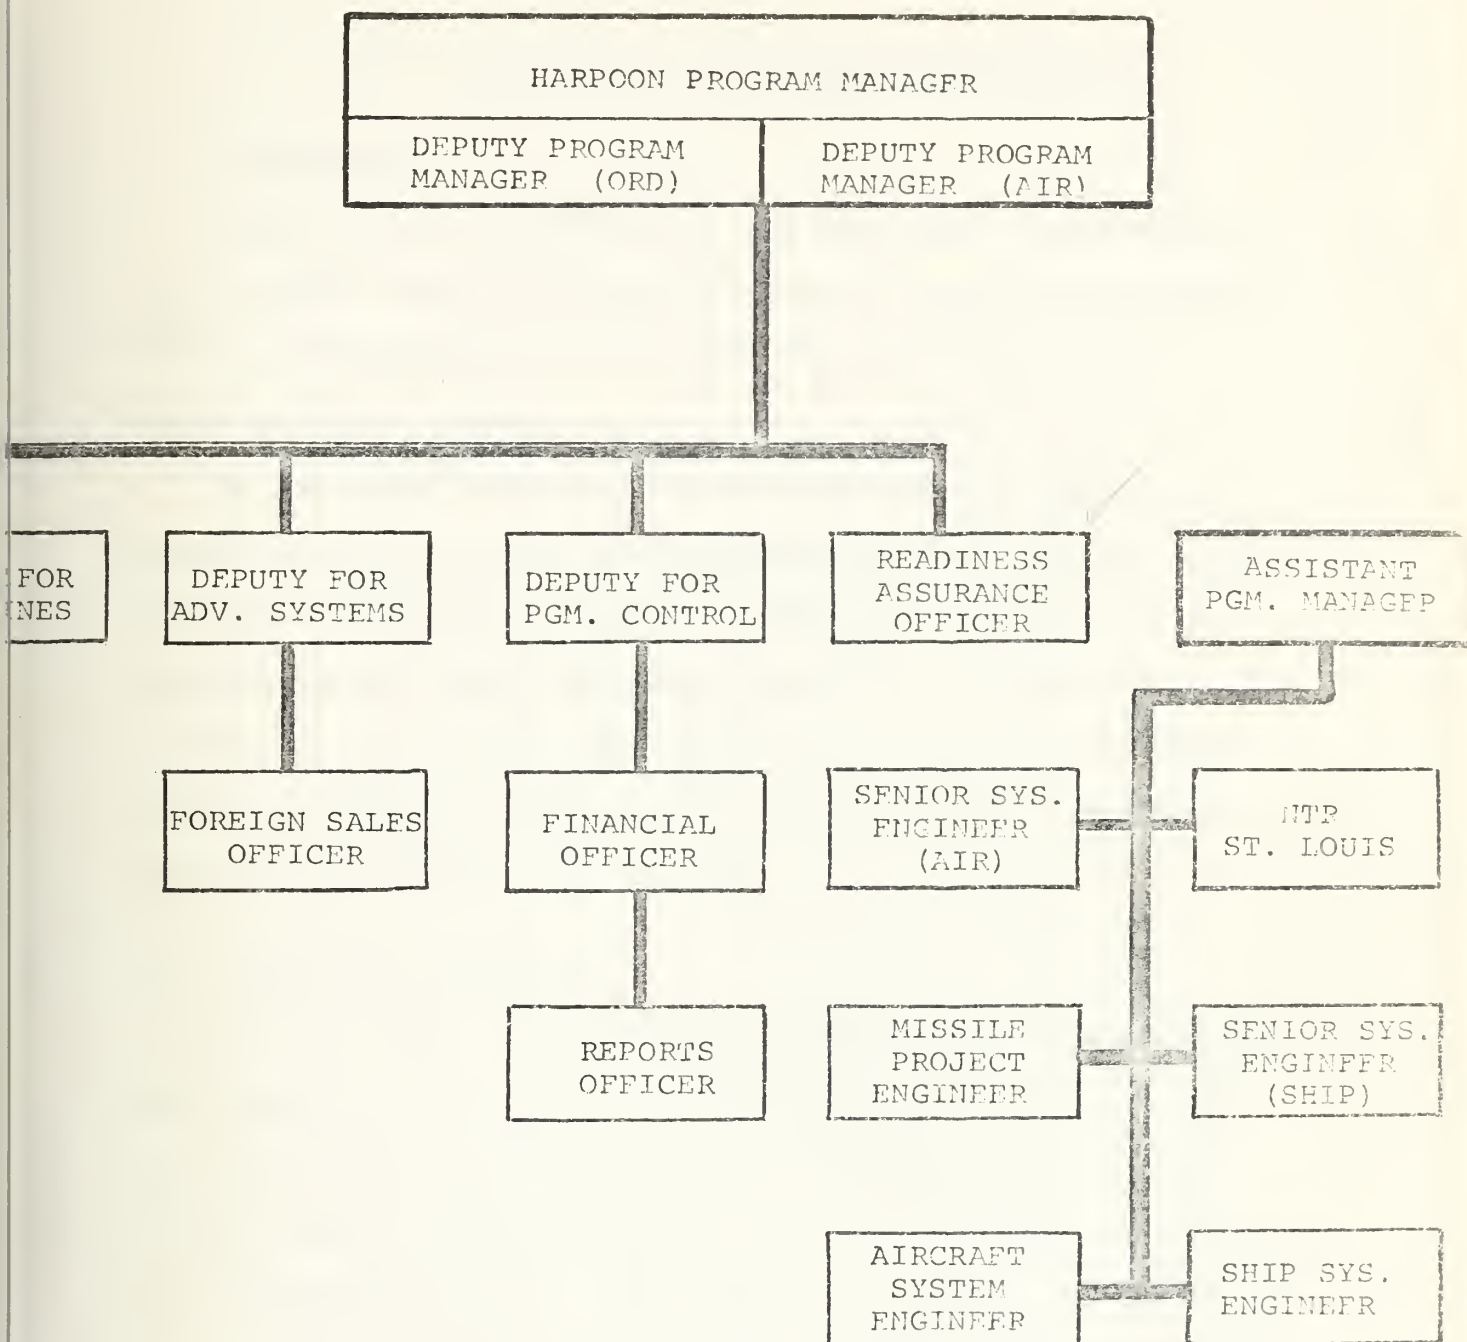 HARPOON PROGRAM MANAGER
DEPUTY PROGRAM
MANAGER (ORD)
DEPUTY PROGRAM
MANAGER (AIR)
FOR
DEPUTY FOR
ADV. SYSTEMS
DEPUTY FOR
PGM. CONTROL
READINESS
ASSURANCE
OFFICER
ASSISTANT
PGM. MANAGER
FOREIGN SALES
OFFICER
FINANCIAL
OFFICER
SENIOR SYS.
ENGINEER
(AIR)
ST. LOUIS
REPORTS
OFFICER
MISSILE
PROJECT
ENGINEER
SENIOR SYS.
ENGINEER
(SHIP)
AIRCRAFT
SYSTEM
ENGINEER
SHIP SYS.
ENGINEER